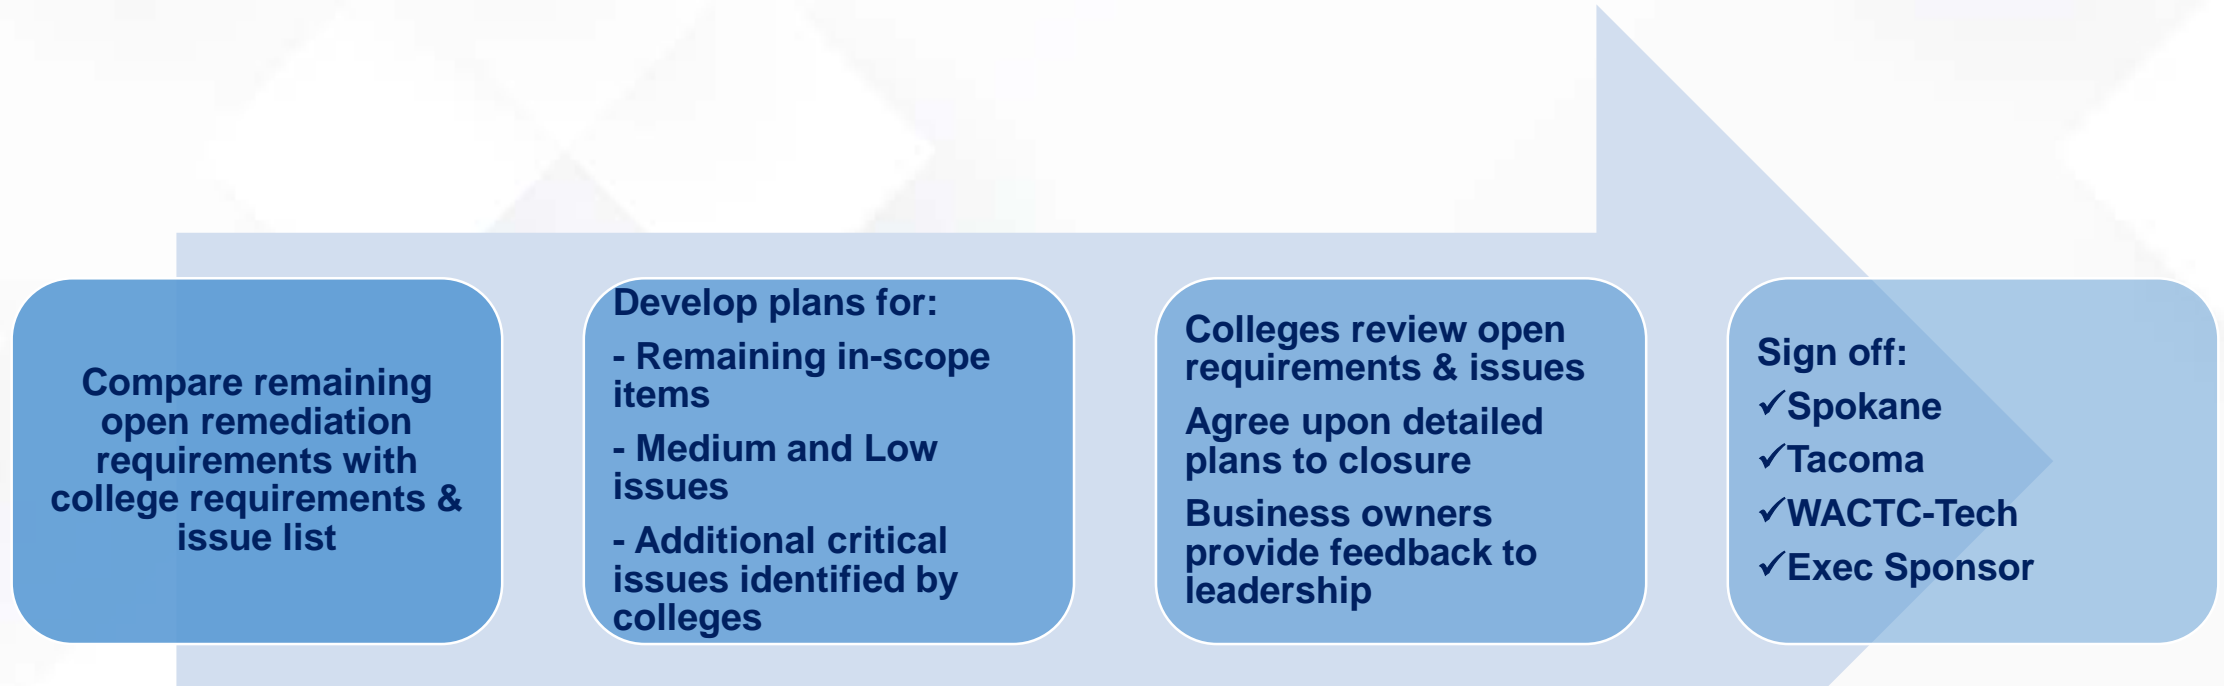 Compare remaining
open remediation
requirements with
college requirements &
issue list
Develop plans for:
- Remaining in-scope
items
- Medium and Low
issues
- Additional critical
issues identified by
colleges
Colleges review open
requirements & issues
Agree upon detailed
plans to closure
Business owners
provide feedback to
leadership
Sign off:
✓Spokane
✓Tacoma
✓WACTC-Tech
✓Exec Sponsor